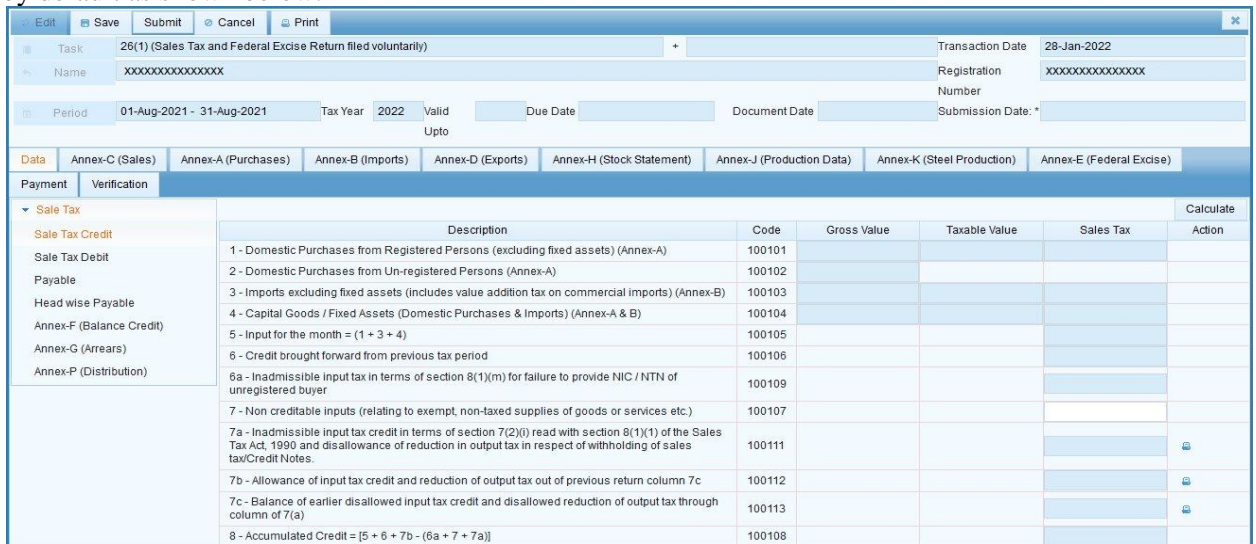 Edit Save Submit Cancel Print
Task 26(1) (Sales Tax and Federal Excise Return filed voluntarily) + Transaction Date 28-Jan-2022
Name XXXXXXXXXXXXXXX Registration XXXXXXXXXXXXXXX
Number
Period 01-Aug-2021 - 31-Aug-2021 Tax Year 2022 Valid Due Date Document Date Submission Date: *
Upto
Data Annex-C (Sales) Annex-A (Purchases) Annex-B (Imports) Annex-D (Exports) Annex-H (Stock Statement) Annex-J (Production Data) Annex-K (Steel Production) Annex-E (Federal Excise)
Payment Verification
Sale Tax Calculate
Sale Tax Credit
Sale Tax Debit
Payable
Head wise Payable
Annex-F (Balance Credit)
Annex-G (Arrears)
Annex-P (Distribution)
Description Code Gross Value Taxable Value Sales Tax Action
1 - Domestic Purchases from Registered Persons (excluding fixed assets) (Annex-A) 100101
2 - Domestic Purchases from Un-registered Persons (Annex-A) 100102
3 - Imports excluding fixed assets (includes value addition tax on commercial imports) (Annex-B) 100103
4 - Capital Goods / Fixed Assets (Domestic Purchases & Imports) (Annex-A & B) 100104
5 - Input for the month = (1 + 3 + 4) 100105
6 - Credit brought forward from previous tax period 100106
6a - Inadmissible input tax in terms of section 8(1)(m) for failure to provide NIC / NTN of
unregistered buyer 100109
7 - Non creditable inputs (relating to exempt, non-taxed supplies of goods or services etc.) 100107
7a - Inadmissible input tax credit in terms of section 7(2)(i) read with section 8(1)(1) of the Sales
Tax Act, 1990 and disallowance of reduction in output tax in respect of withholding of sales 100111
tax/Credit Notes.
7b - Allowance of input tax credit and reduction of output tax out of previous return column 7c 100112
7c - Balance of earlier disallowed input tax credit and disallowed reduction of output tax through
column of 7(a) 100113
8 - Accumulated Credit = [5 + 6 + 7b - (6a + 7 + 7a)] 100108